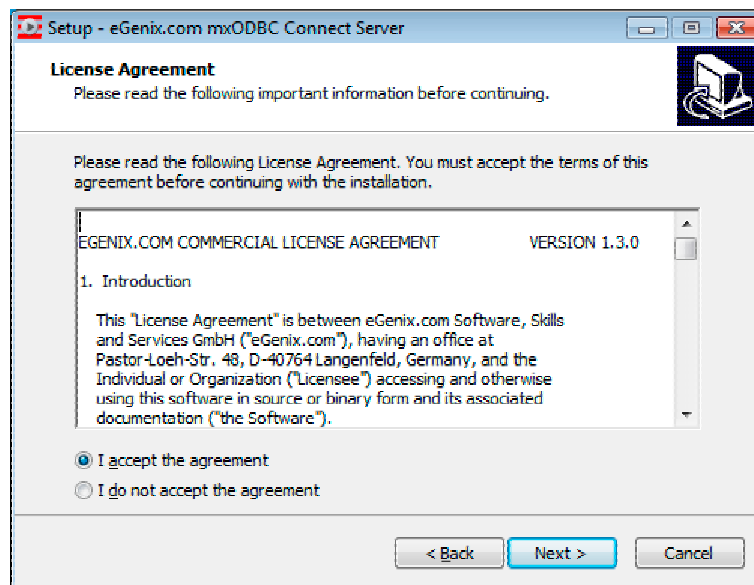 Setup - eGenix.com mxODBC Connect Server
License Agreement
Please read the following important information before continuing.
Please read the following License Agreement. You must accept the terms of this
agreement before continuing with the installation.
EGENIX.COM COMMERCIAL LICENSE AGREEMENT VERSION 1.3.0
1. Introduction
This "License Agreement" is between eGenix.com Software, Skills
and Services GmbH ("eGenix.com"), having an office at
Pastor-Loeh-Str. 48, D-40764 Langenfeld, Germany, and the
Individual or Organization ("Licensee") accessing and otherwise
using this software in source or binary form and its associated
documentation ("the Software").
I accept the agreement
I do not accept the agreement
< Back Next > Cancel